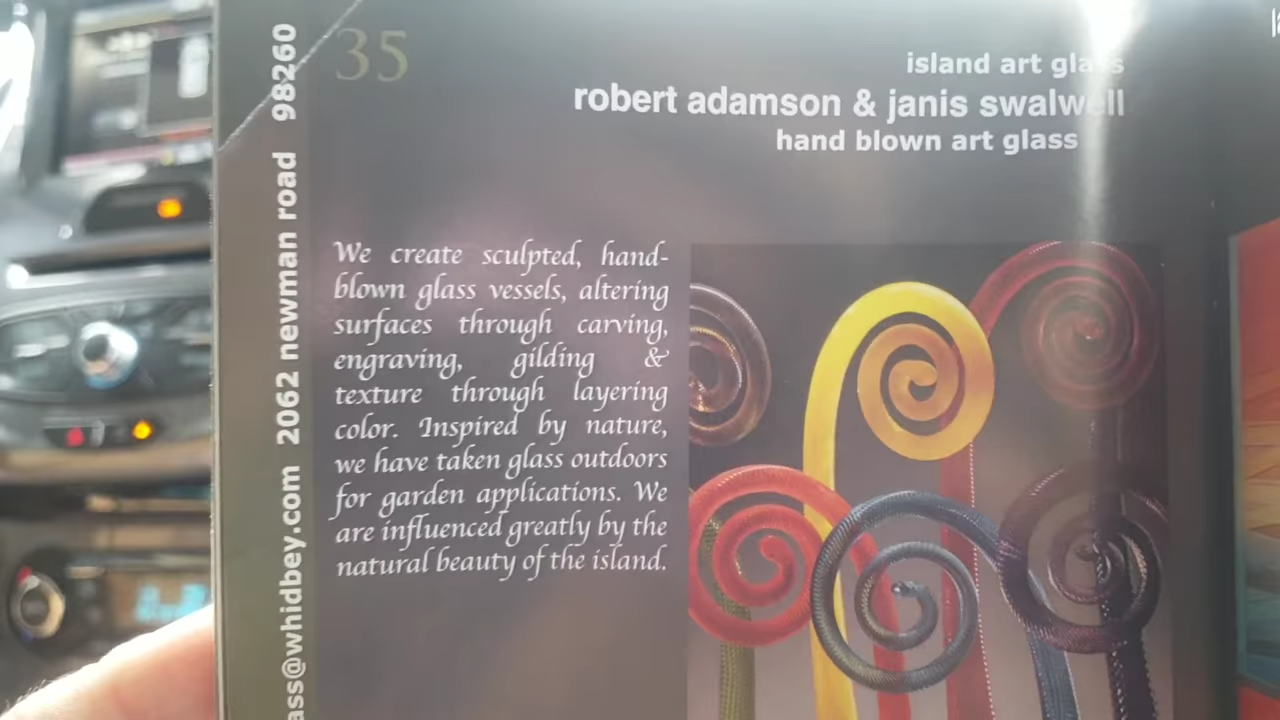 35
island art glass
robert adamson & janis swalwell
hand blown art glass
We create sculpted, hand-
blown glass vessels, altering
surfaces through carving,
engraving, gilding &
texture through layering
color. Inspired by nature,
we have taken glass outdoors
for garden applications. We
are influenced greatly by the
natural beauty of the island.
ass@whidbey.com 2062 newman road 98260